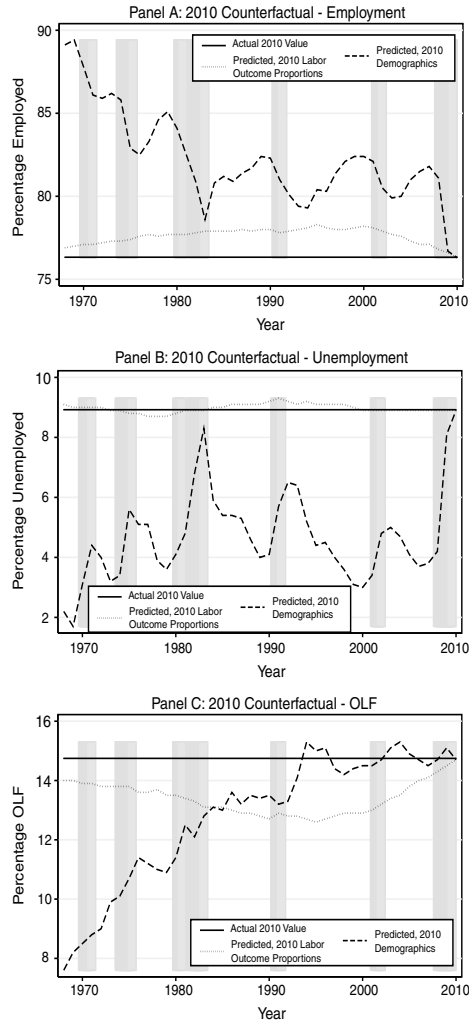 Panel A: 2010 Counterfactual - Employment
Percentage Employed
90
85
80
75
Actual 2010 Value
Predicted, 2010 Labor
Outcome Proportions
Predicted, 2010
Demographics
1970 1980 1990 2000 2010
Year
Panel B: 2010 Counterfactual - Unemployment
Percentage Unemployed
10
8
6
4
2
Actual 2010 Value
Predicted, 2010 Labor
Outcome Proportions
Predicted, 2010
Demographics
1970 1980 1990 2000 2010
Year
Panel C: 2010 Counterfactual - OLF
Percentage OLF
16
14
12
10
8
Actual 2010 Value
Predicted, 2010 Labor
Outcome Proportions
Predicted, 2010
Demographics
1970 1980 1990 2000 2010
Year